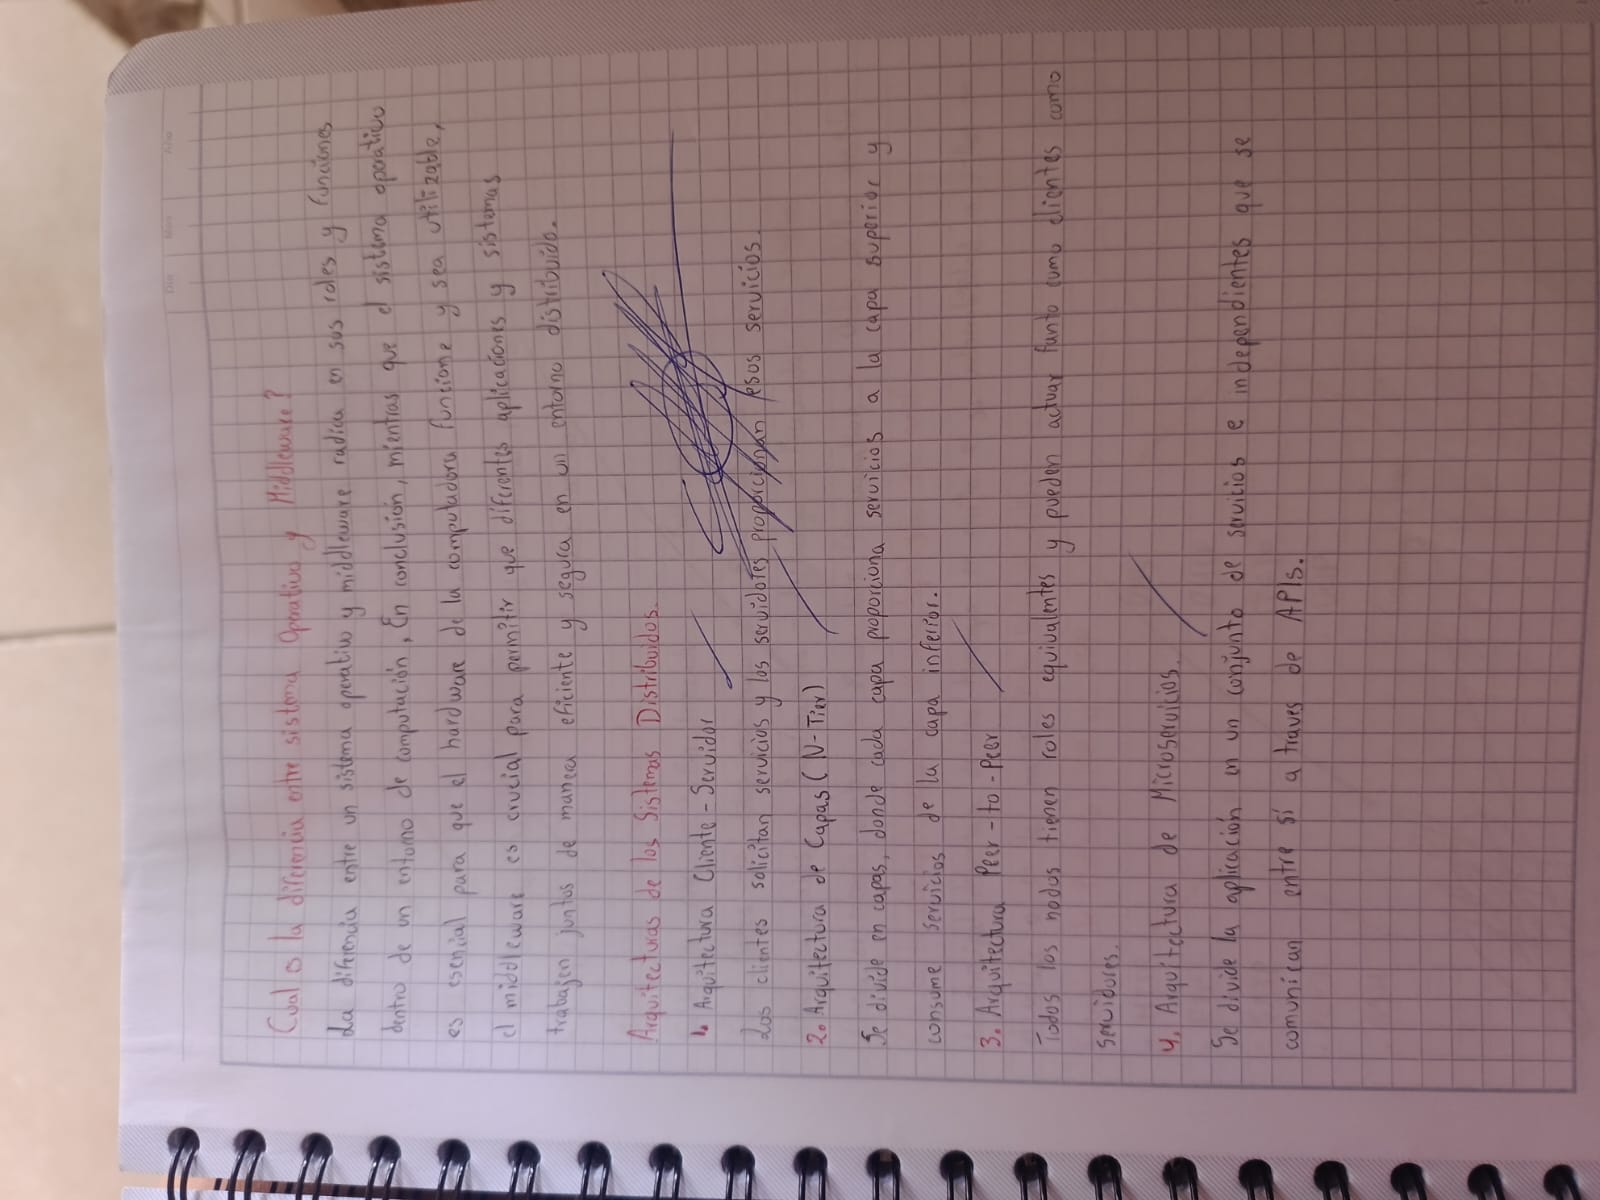 Día Mes Año
Cual es la diferencia entre sistema Operativo y Middleware?
La diferencia entre un sistema operativo y middleware radica en sus roles y funciones
dentro de un entorno de computación, En conclusión, mientras que el sistema operativo
es esencial para que el hardware de la computadora funcione y sea utilizable,
el middleware es crucial para permitir que diferentes aplicaciones y sistemas
trabajen juntos de manera eficiente y segura en un entorno distribuido.
Arquitecturas de los Sistemas Distribuidos.
1. Arquitectura Cliente-Servidor
Los clientes solicitan servicios y los servidores proporcionan esos servicios.
2. Arquitectura de Capas (N-Tier)
Se divide en capas, donde cada capa proporciona servicios a la capa superior y
consume servicios de la capa inferior.
3. Arquitectura Peer-to-Peer
Todos los nodos tienen roles equivalentes y pueden actuar tanto como clientes como
servidores.
4. Arquitectura de Microservicios.
Se divide la aplicación en un conjunto de servicios e independientes que se
comunican entre sí a traves de APIs.